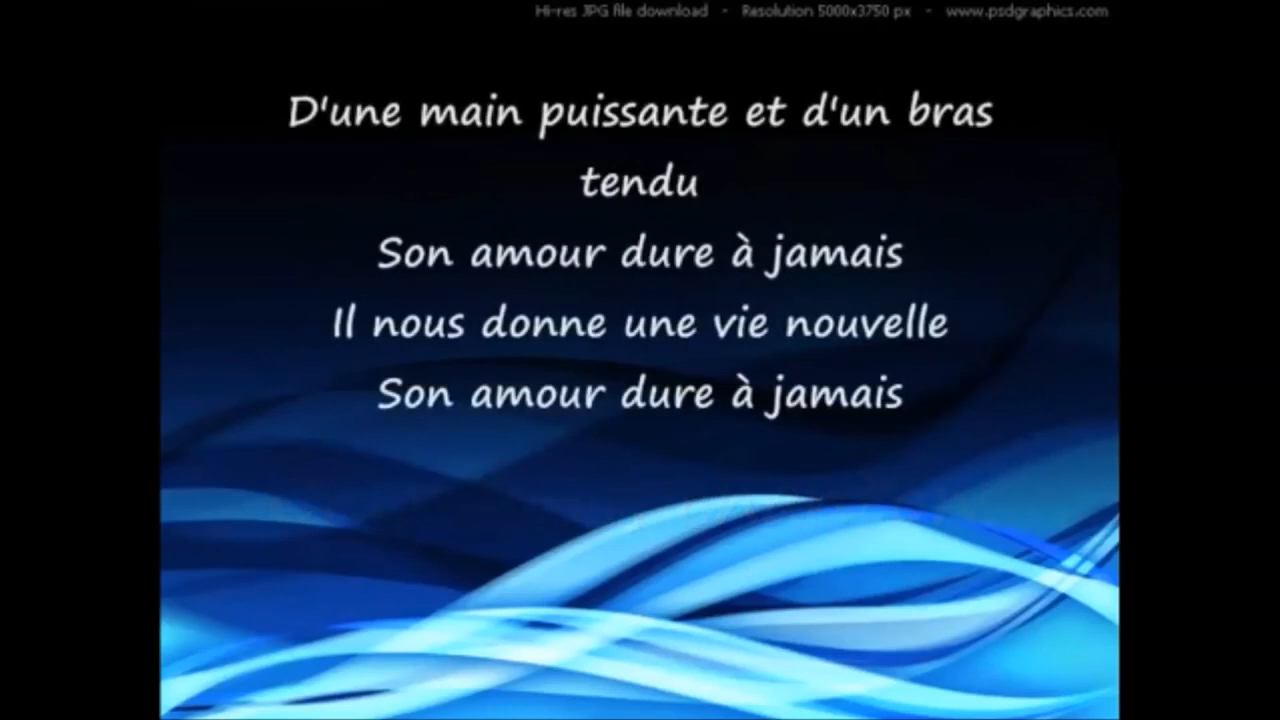 Hi-res JPG file download - Resolution 5000x3750 px - www.psdgraphics.com
D'une main puissante et d'un bras
tendu
Son amour dure à jamais
Il nous donne une vie nouvelle
Son amour dure à jamais